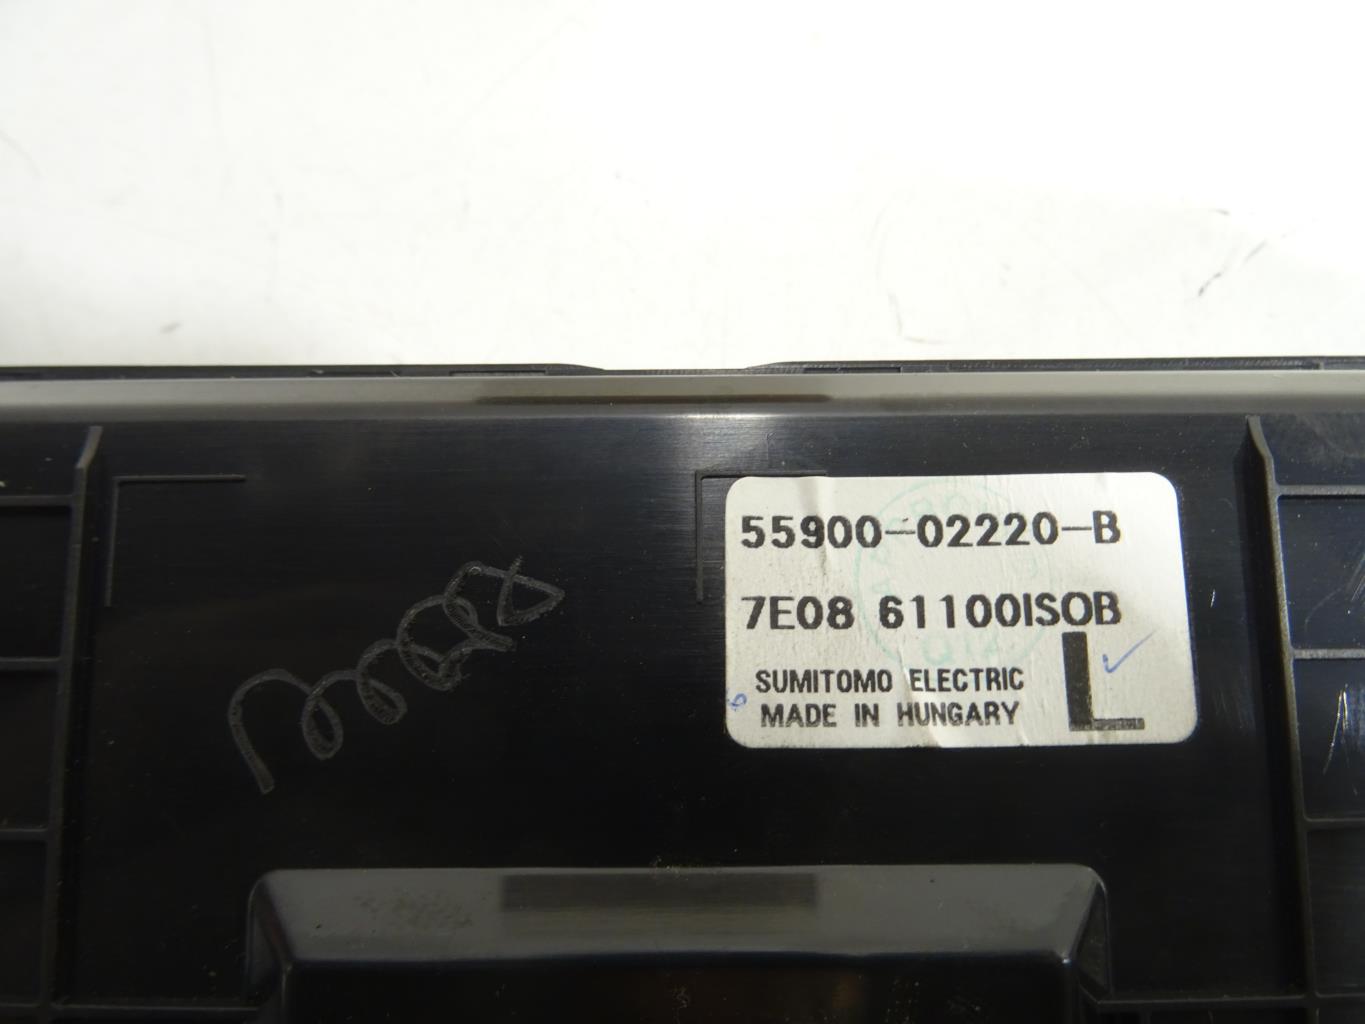 55900-02220-B
7E08 61100ISOB
SUMITOMO ELECTRIC
MADE IN HUNGARY
L